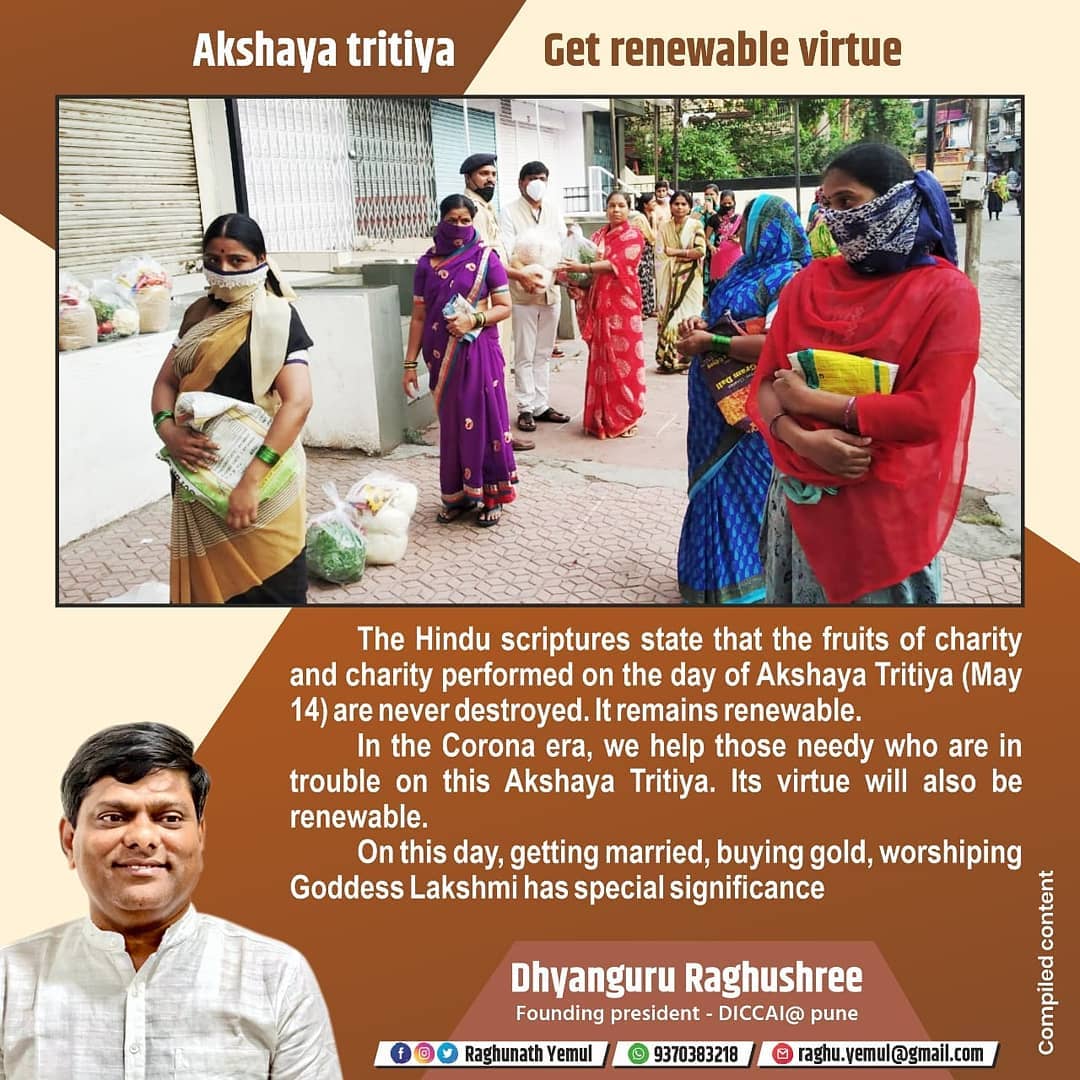 Akshaya tritiya
Get renewable virtue
Gram Dall
The Hindu scriptures state that the fruits of charity
and charity performed on the day of Akshaya Tritiya (May
14) are never destroyed. It remains renewable.
In the Corona era, we help those needy who are in
trouble on this Akshaya Tritiya. Its virtue will also be
renewable.
On this day, getting married, buying gold, worshiping
Goddess Lakshmi has special significance
Dhyanguru Raghushree
Founding president - DICCAI@ pune
Raghunath Yemul
9370383218
raghu.yemul@gmail.com
Compiled content